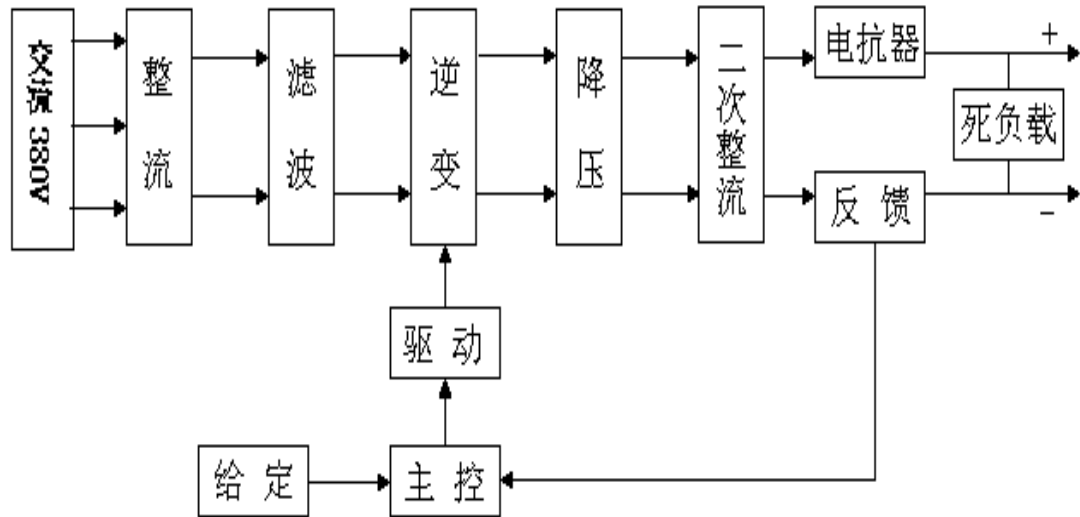 交流 380V
整流
滤波
逆变
降压
二次整流
电抗器
+
死负载
反馈
-
驱动
给定
主控